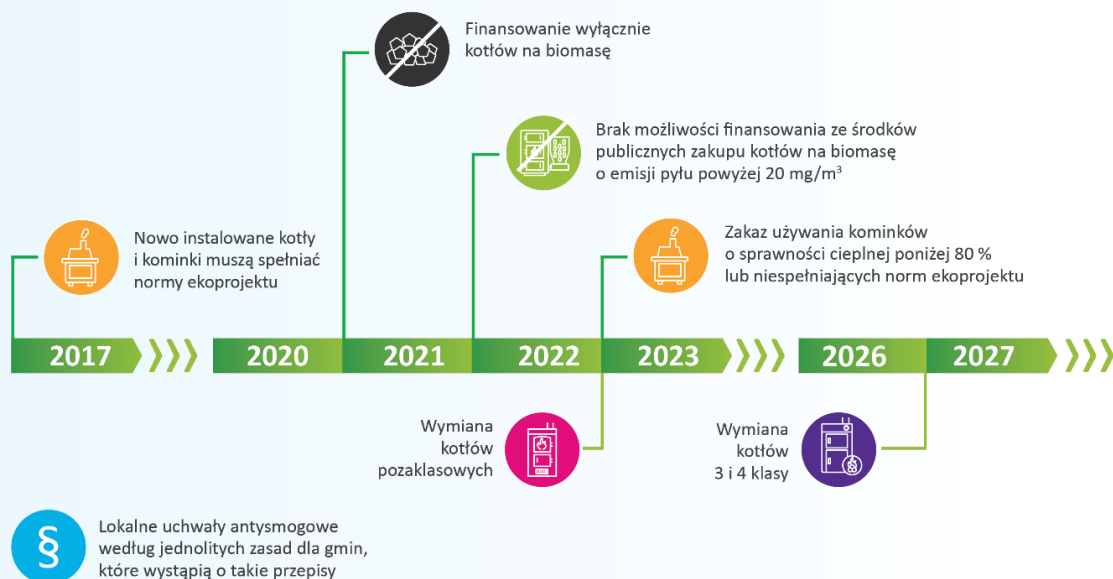 Finansowanie wyłącznie
kotłów na biomasę
Brak możliwości finansowania ze środków
publicznych zakupu kotłów na biomasę
o emisji pyłu powyżej 20 mg/m³
Nowo instalowane kotły
i kominki muszą spełniać
normy ekoprojektu
Zakaz używania kominków
o sprawności cieplnej poniżej 80 %
lub niespełniających norm ekoprojektu
2017
2020
2021
2022
2023
2026
2027
Wymiana
kotłów
pozaklasowych
Wymiana
kotłów
3 i 4 klasy
§
Lokalne uchwały antysmogowe
według jednolitych zasad dla gmin,
które wystąpią o takie przepisy